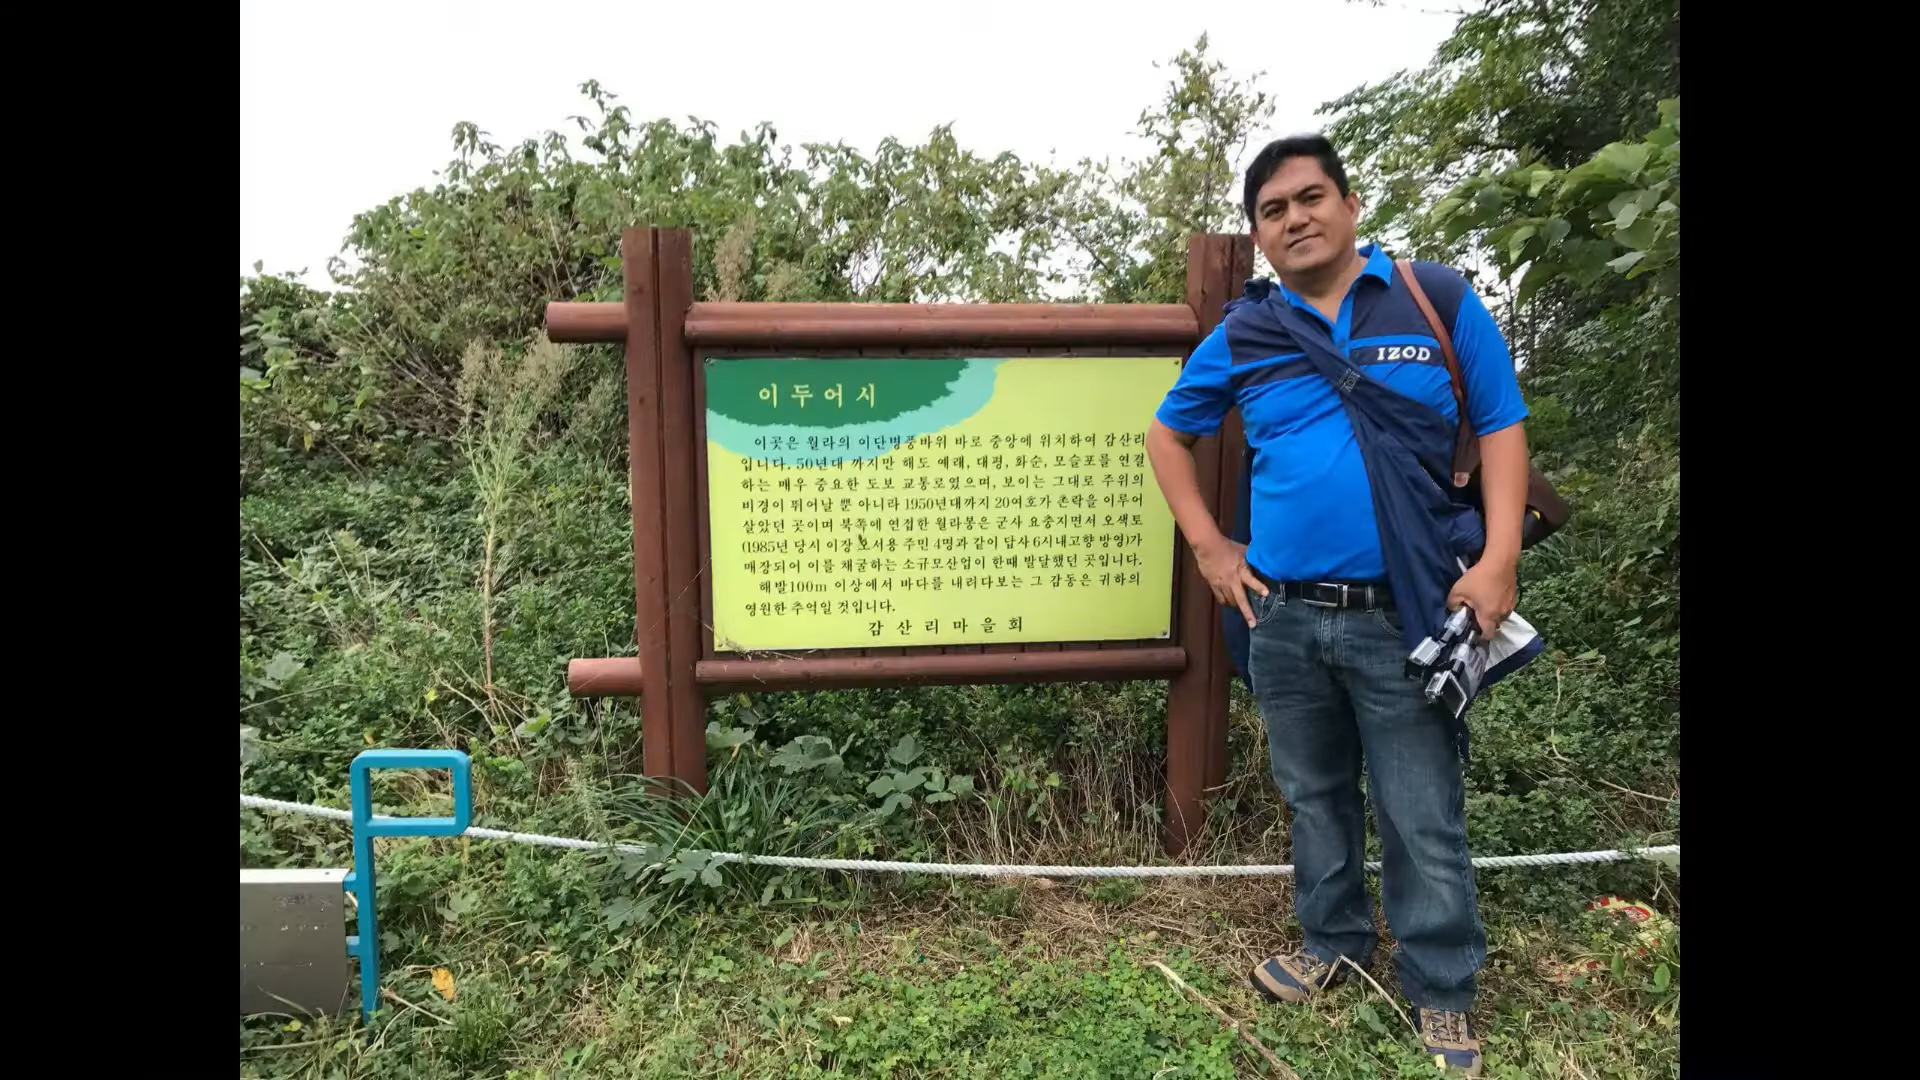 이두어시
이곳은 월라의 이단병풍바위 바로 중앙에 위치하여 감산리
입니다. 50년대 까지만 해도 예래, 대평, 화순, 모슬포를 연결
하는 매우 중요한 도보 교통로였으며, 보이는 그대로 주위의
비경이 뛰어날 뿐 아니라 1950년대까지 20여호가 촌락을 이루어
살았던 곳이며 북쪽에 연접한 월라봉은 군사 요충지면서 오색토
(1985년 당시 이장 오서용 주민 4명과 같이 답사 6시내고향 방영)가
매장되어 이를 채굴하는 소규모산업이 한때 발달했던 곳입니다.
해발100m 이상에서 바다를 내려다보는 그 감동은 귀하의
영원한 추억일 것입니다.
감산리마을회
IZOD